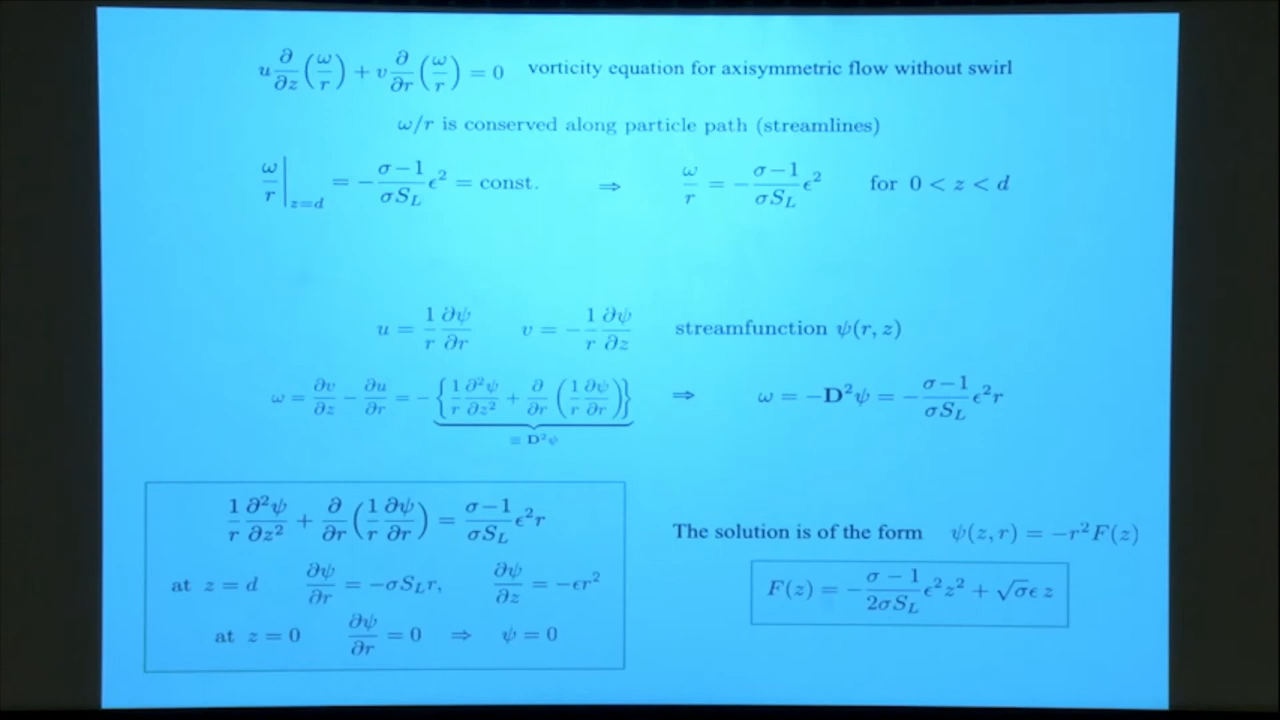 u ∂/∂z (ω/r) + v ∂/∂r (ω/r) = 0 vorticity equation for axisymmetric flow without swirl
ω/r is conserved along particle path (streamlines)
ω/r |_{z=d} = − (σ−1)/(σS_L) ε² = const. ⇒ ω/r = − (σ−1)/(σS_L) ε² for 0 < z < d
u = 1/r ∂ψ/∂r v = − 1/r ∂ψ/∂z streamfunction ψ(r, z)
ω = ∂v/∂z − ∂u/∂r = − {1/r ∂²ψ/∂z² + ∂/∂r (1/r ∂ψ/∂r)} ⇒ ω = −D²ψ = − (σ−1)/(σS_L) ε² r
≡ D²ψ
1/r ∂²ψ/∂z² + ∂/∂r (1/r ∂ψ/∂r) = (σ−1)/(σS_L) ε² r
at z = d ∂ψ/∂r = −σS_L r, ∂ψ/∂z = −εr²
at z = 0 ∂ψ/∂r = 0 ⇒ ψ = 0
The solution is of the form ψ(z, r) = −r² F(z)
F(z) = − (σ − 1)/(2σS_L) ε² z² + √σ ε z